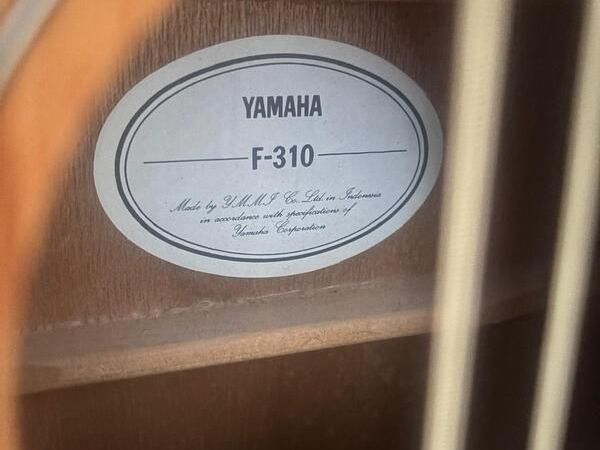 YAMAHA
F-310
Made by Y.M.M.I Co. Ltd. in Indonesia
in accordance with specifications of
Yamaha Corporation